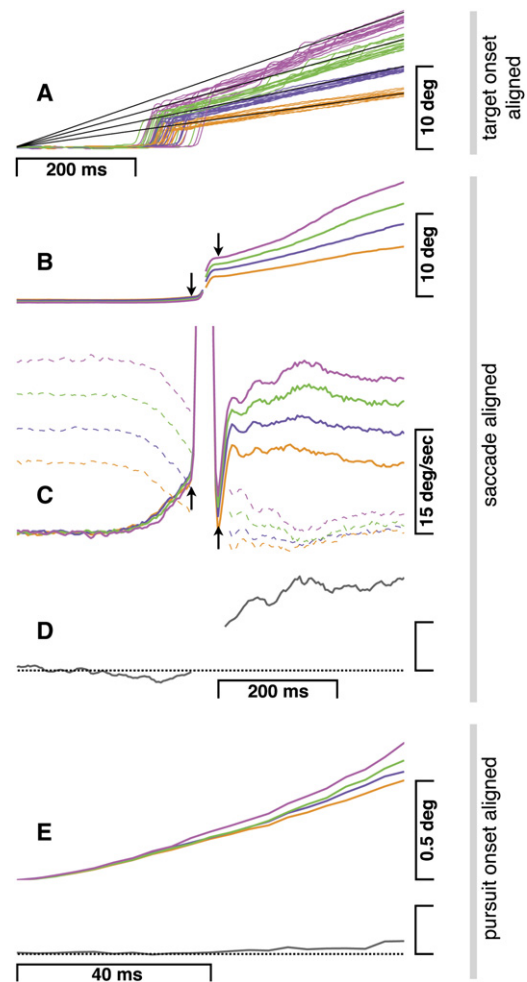 A
10 deg
200 ms
target onset
aligned
B
10 deg
C
15 deg/sec
saccade aligned
D
200 ms
E
0.5 deg
40 ms
pursuit onset aligned